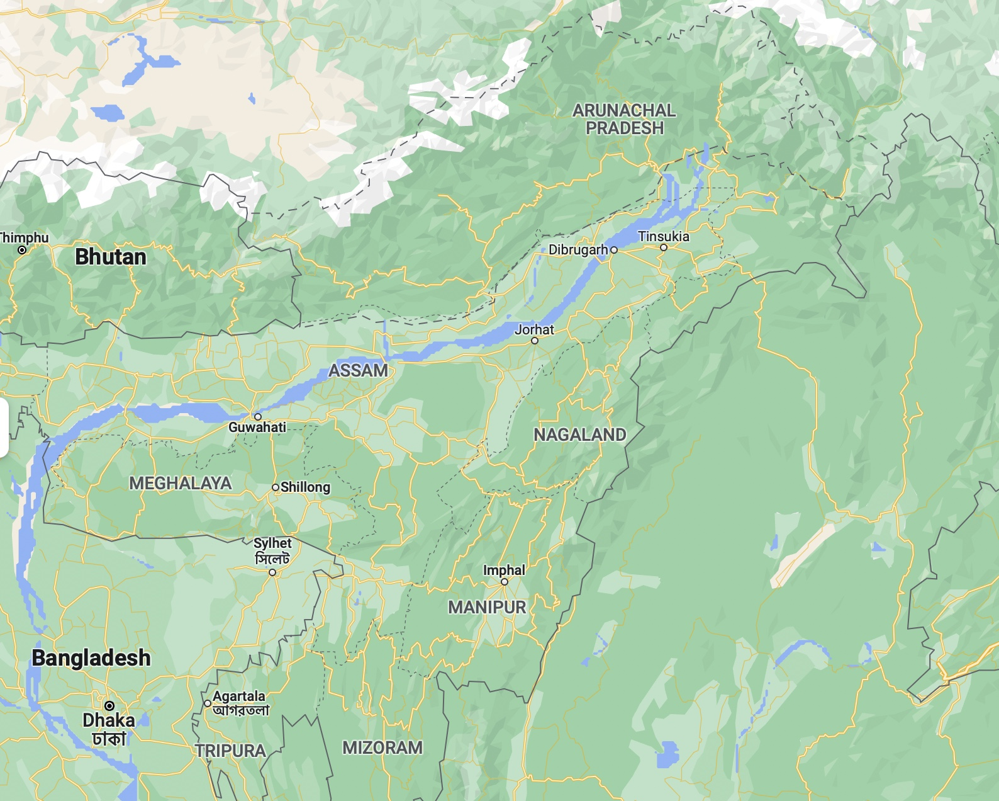 ARUNACHAL
PRADESH
Thimphu
Bhutan
Dibrugarh
Tinsukia
Jorhat
ASSAM
Guwahati
NAGALAND
MEGHALAYA
Shillong
Sylhet
সিলেট
Imphal
MANIPUR
Bangladesh
Agartala
আগরতলা
Dhaka
ঢাকা
TRIPURA
MIZORAM